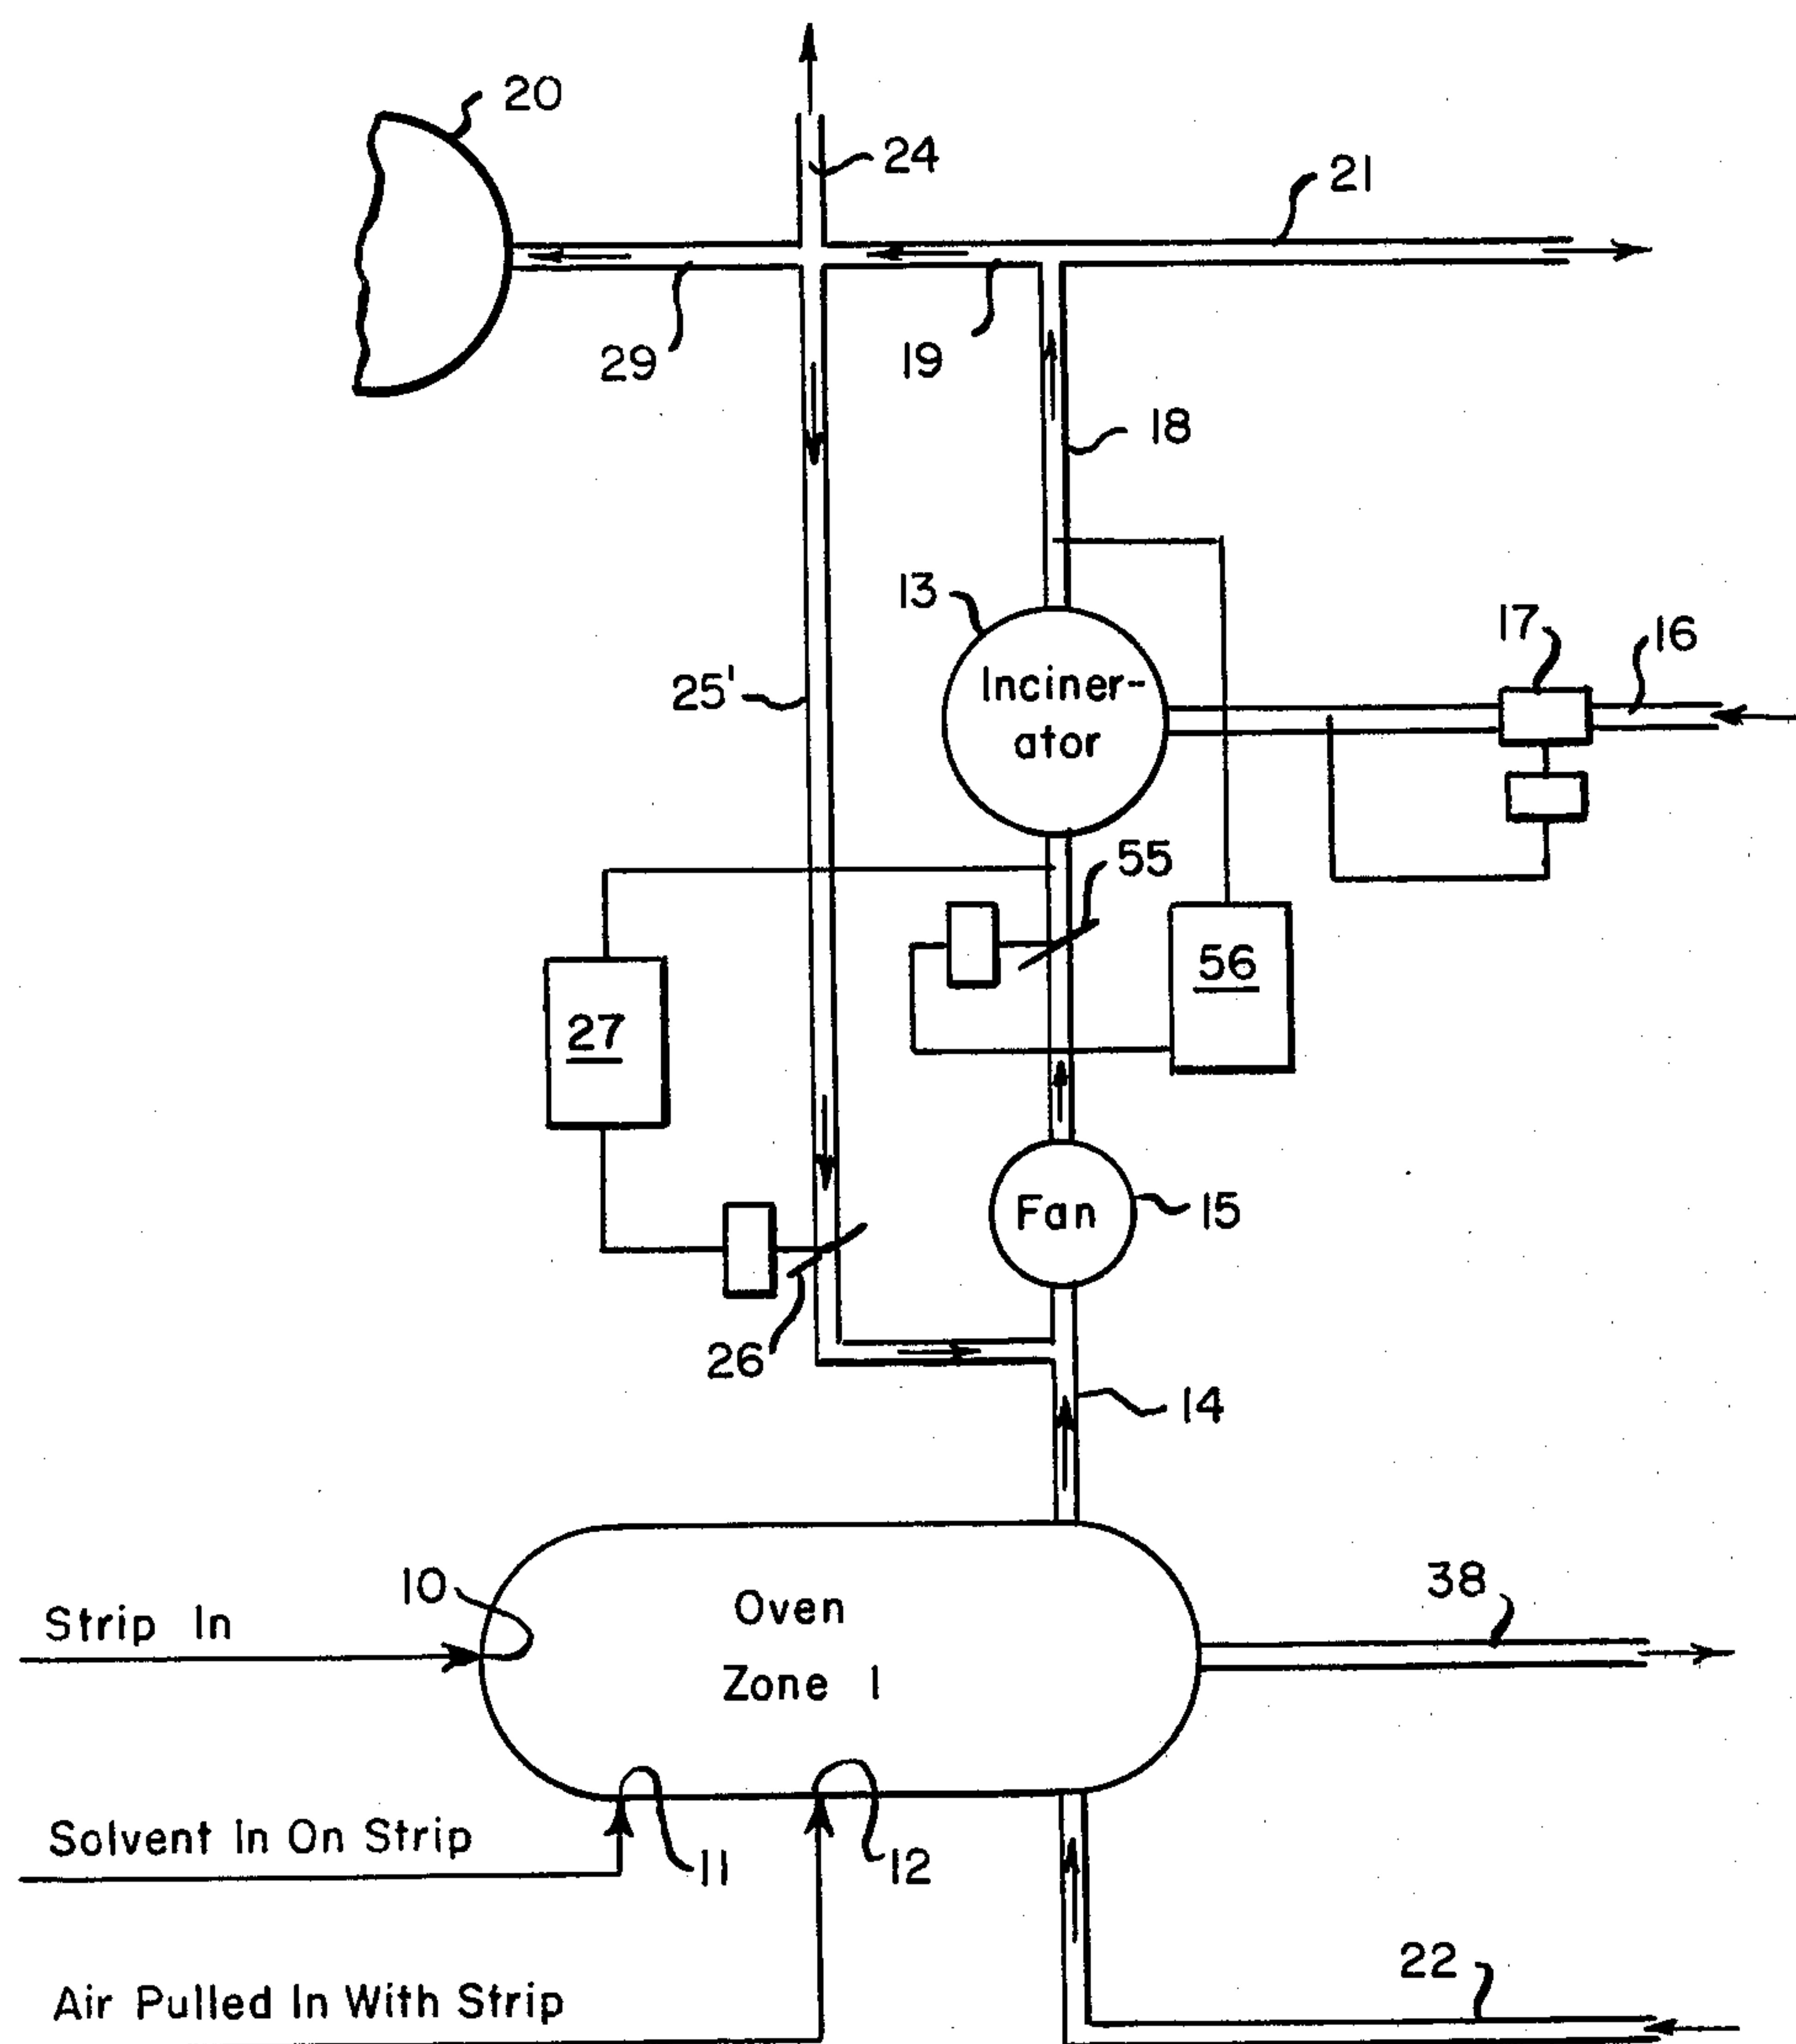 20
24
21
29
19
18
13
Inciner-
ator
17
16
25'
55
56
27
Fan
15
26
14
10
Strip In
Oven
Zone 1
38
Solvent In On Strip
11
12
22
Air Pulled In With Strip